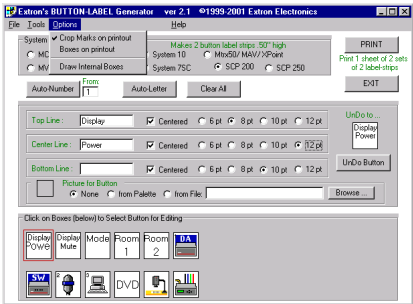 Extron's BUTTON-LABEL Generator ver 2.1 ©1999-2001 Extron Electronics
File Tools Options Help
Crop Marks on printout
Boxes on printout
Draw Internal Boxes
System
Makes 2 button label strips .50" high
MC
System 10
Mtrx50/ MAV/ XPoint
MV
System 7SC
SCP 200
SCP 250
PRINT
Print 1 sheet of 2 sets
of 2 label-strips
EXIT
Auto-Number
From:
1
Auto-Letter
Clear All
Top Line :
Display
Centered
6 pt
8 pt
10 pt
12 pt
Center Line :
Power
Centered
6 pt
8 pt
10 pt
12 pt
Bottom Line :
Centered
6 pt
8 pt
10 pt
12 pt
UnDo to ...
Display
Power
UnDo Button
Picture for Button
None
from Palette
from File:
Browse ...
Click on Boxes (below) to Select Button for Editing
Display
Power
Display
Mute
Mode
Room
1
Room
2
DA
SW
2
3
DVD